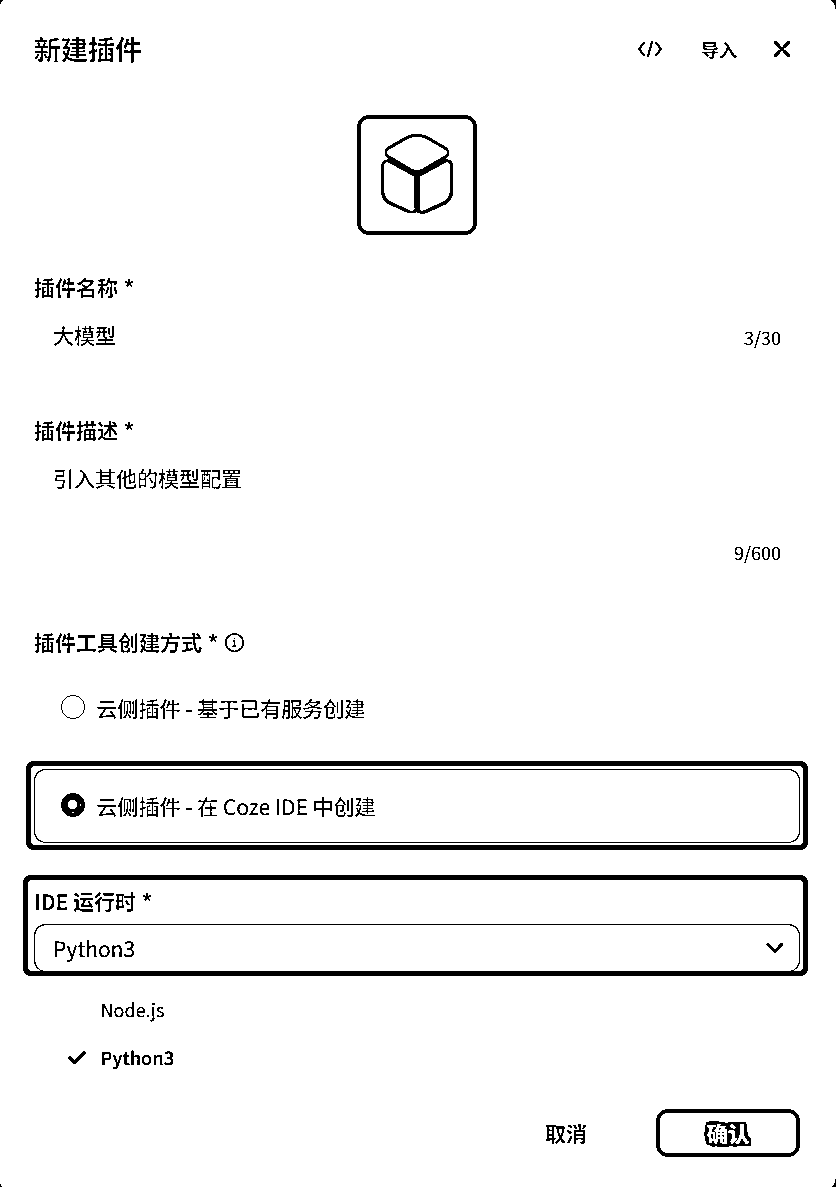 新建插件 </> 导入
插件名称 *
大模型 3/30
插件描述 *
引入其他的模型配置
9/600
插件工具创建方式 *
云侧插件 - 基于已有服务创建
云侧插件 - 在 Coze IDE 中创建
IDE 运行时 *
Python3
Node.js
Python3
取消 确认